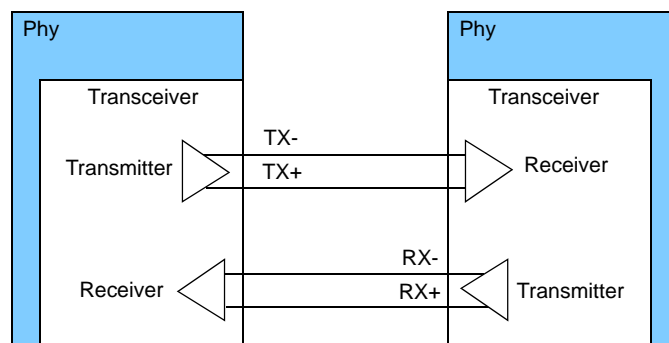 Phy
Phy
Transceiver
Transceiver
TX-
Transmitter
TX+
Receiver
RX-
Receiver
RX+
Transmitter